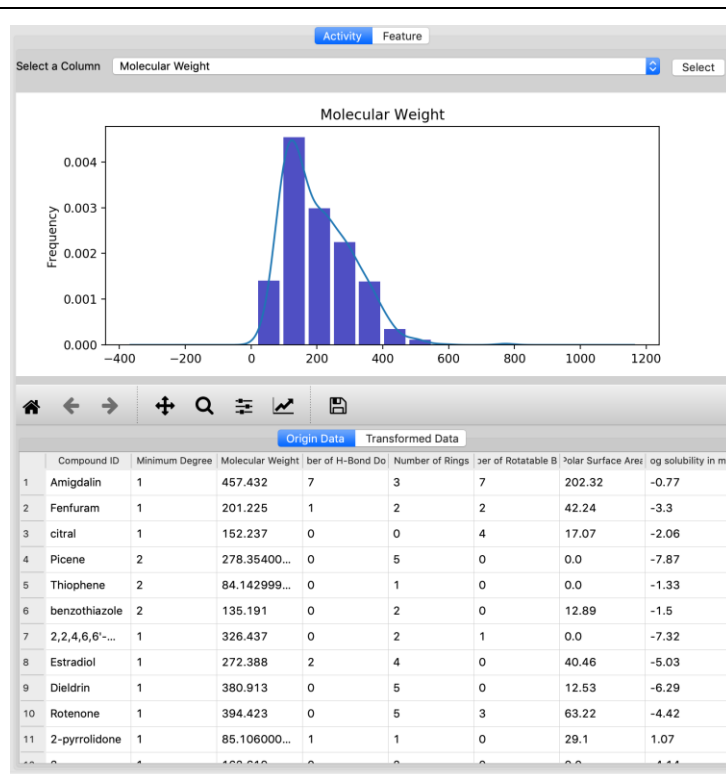 Activity Feature
Select a Column Molecular Weight Select
Molecular Weight
Frequency
0.004
0.003
0.002
0.001
0.000
−400 −200 0 200 400 600 800 1000 1200
Origin Data Transformed Data
Compound ID Minimum Degree Molecular Weight ber of H-Bond Do Number of Rings er of Rotatable B Polar Surface Area og solubility in m
1 Amigdalin 1 457.432 7 3 7 202.32 -0.77
2 Fenfuram 1 201.225 1 2 2 42.24 -3.3
3 citral 1 152.237 0 0 4 17.07 -2.06
4 Picene 2 278.35400... 0 5 0 0.0 -7.87
5 Thiophene 2 84.142999... 0 1 0 0.0 -1.33
6 benzothiazole 2 135.191 0 2 0 12.89 -1.5
7 2,2,4,6,6'-... 1 326.437 0 2 1 0.0 -7.32
8 Estradiol 1 272.388 2 4 0 40.46 -5.03
9 Dieldrin 1 380.913 0 5 0 12.53 -6.29
10 Rotenone 1 394.423 0 5 3 63.22 -4.42
11 2-pyrrolidone 1 85.106000... 1 1 0 29.1 1.07